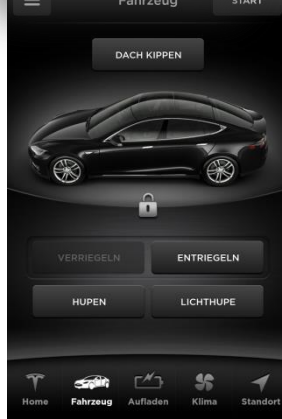 Fahrzeug START
DACH KIPPEN
VERRIEGELN ENTRIEGELN
HUPEN LICHTHUPE
Home Fahrzeug Aufladen Klima Standort